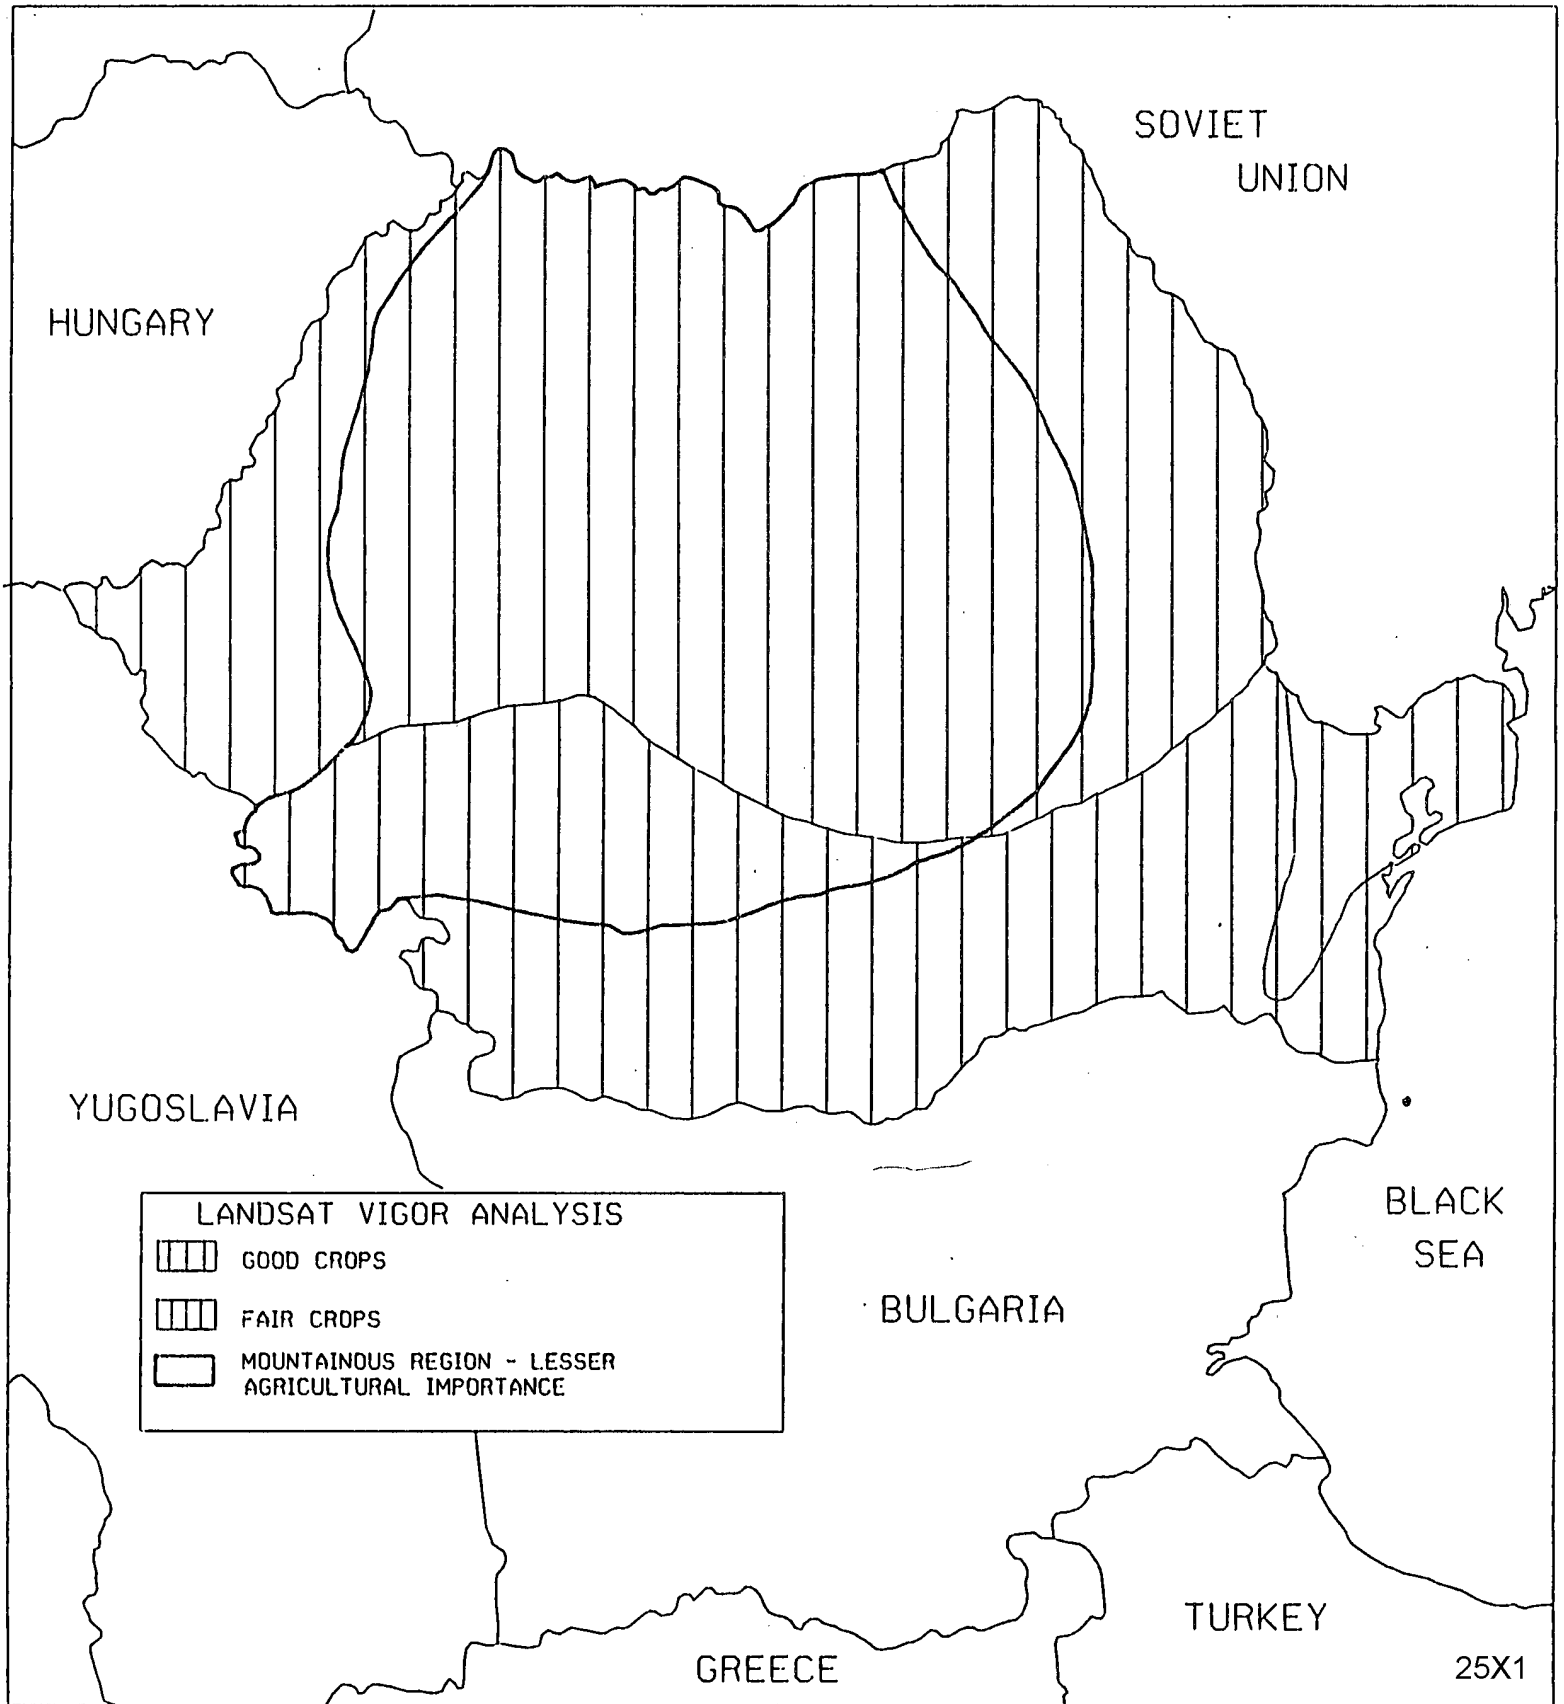 SOVIET
UNION
HUNGARY
YUGOSLAVIA
LANDSAT VIGOR ANALYSIS
GOOD CROPS
FAIR CROPS
MOUNTAINOUS REGION - LESSER
AGRICULTURAL IMPORTANCE
BLACK
SEA
BULGARIA
TURKEY
GREECE
25X1